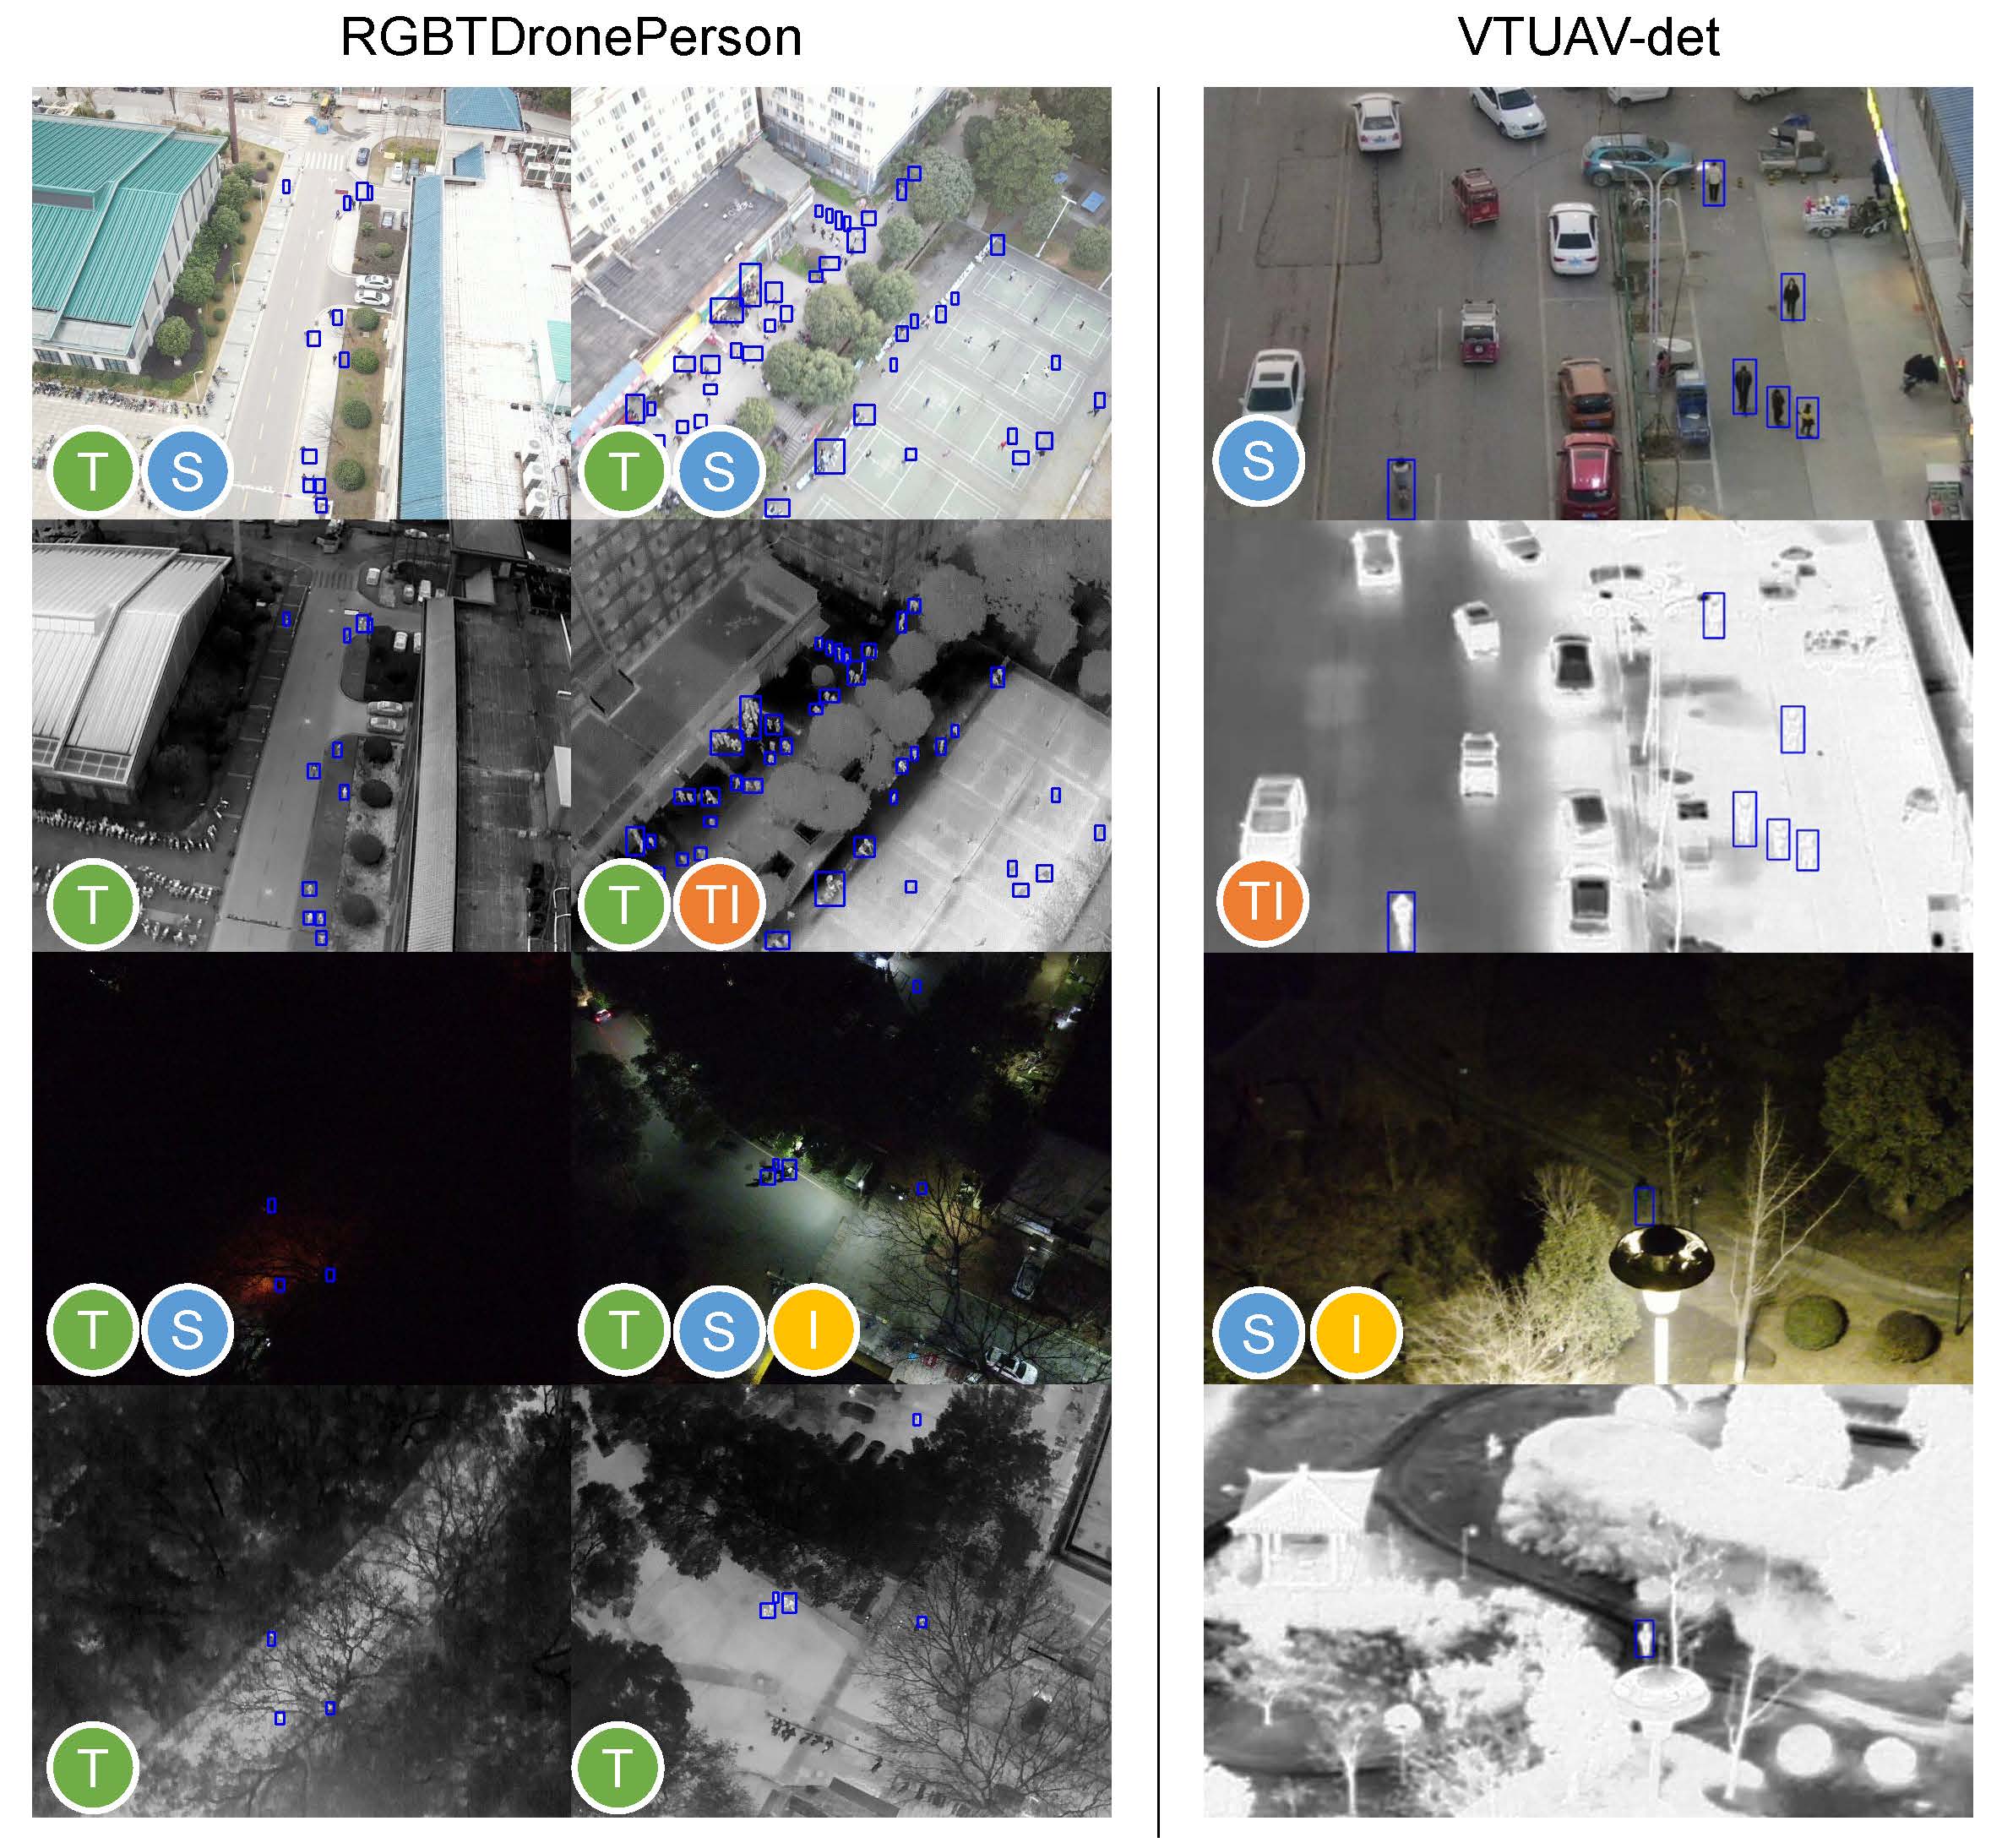 RGBTDronePerson
VTUAV-det
T S
T S
S
T
T TI
TI
T S
T S I
S I
T
T